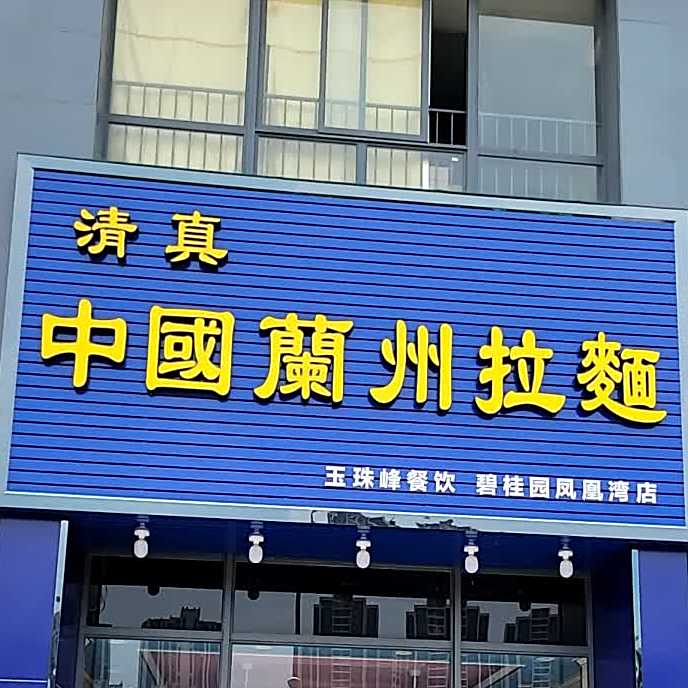 清真
中國蘭州拉麵
玉珠峰餐饮 碧桂园凤凰湾店